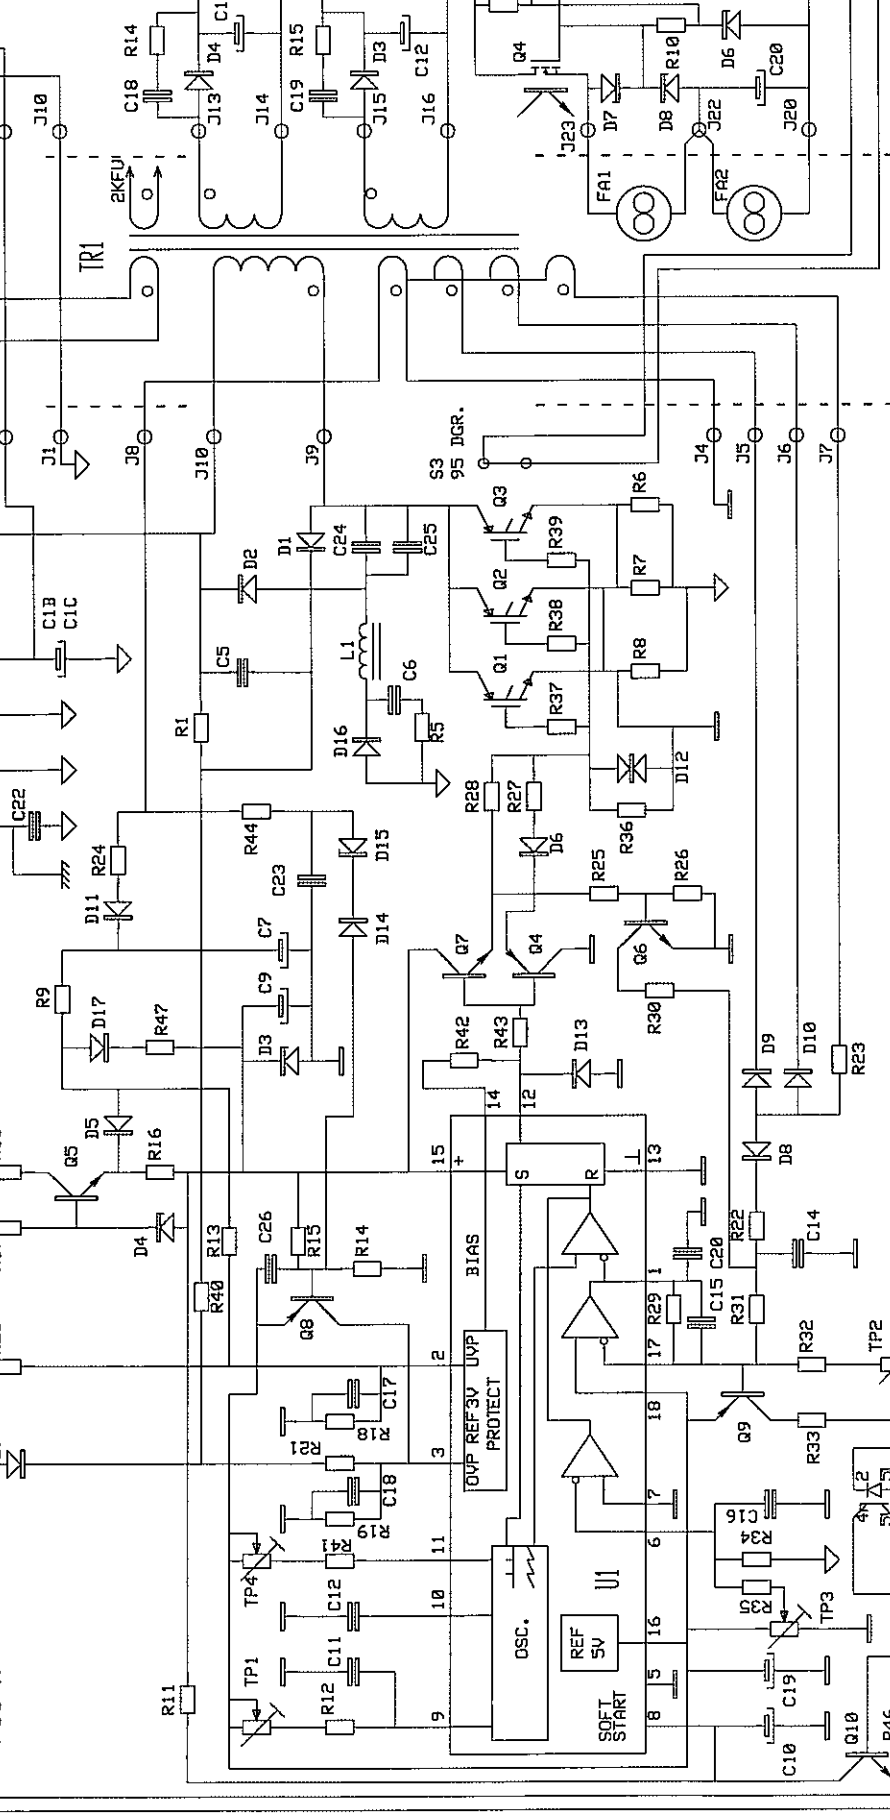 R14
C18
D4
J13
J14
R15
C19
D3
J15
C12
J16
J10
2KFV
TR1
Q4
J23
R10
D6
C20
D7
D8
J22
J20
FA1
FA2
J1
J8
J10
J9
S3
95 DGR.
J4
J5
J6
J7
C1B
C1C
D2
D1
C24
C25
Q3
R39
R6
Q2
R38
R7
Q1
R37
R8
C5
L1
C6
R5
R1
D16
C22
R24
R44
D15
R28
R27
D12
R36
D6
R25
R26
D11
C23
D14
C7
Q7
Q4
Q6
R9
D17
R47
C9
D3
R42
R43
D13
R30
D9
D10
R23
D5
R16
Q5
D4
14
12
15
+
S
R
13
D8
R22
C14
R13
R40
C26
R15
R14
Q8
BIAS
1
C20
R29
C15
R31
2
UVP
OVP REF3V
PROTECT
3
17
18
R32
TP2
Q9
R33
C17
R18
R21
C18
R19
R41
TP4
11
10
C12
OSC.
U1
7
6
C16
R34
R35
TP3
REF
5V
16
5
8
SOFT
START
TP1
C11
R12
9
R11
C19
C10
Q10
R46